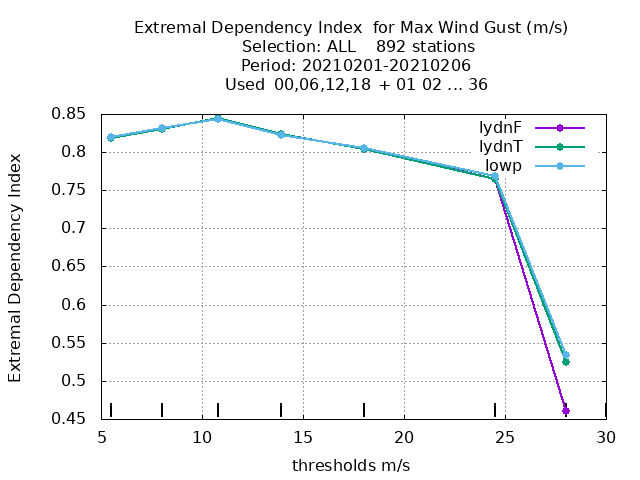 Extremal Dependency Index  for Max Wind Gust (m/s)
Selection: ALL    892 stations
Period: 20210201-20210206
Used  00,06,12,18  + 01 02 ... 36
Extremal Dependency Index
0.85
0.8
0.75
0.7
0.65
0.6
0.55
0.5
0.45
lydnF
lydnT
lowp
5 10 15 20 25 30
thresholds m/s